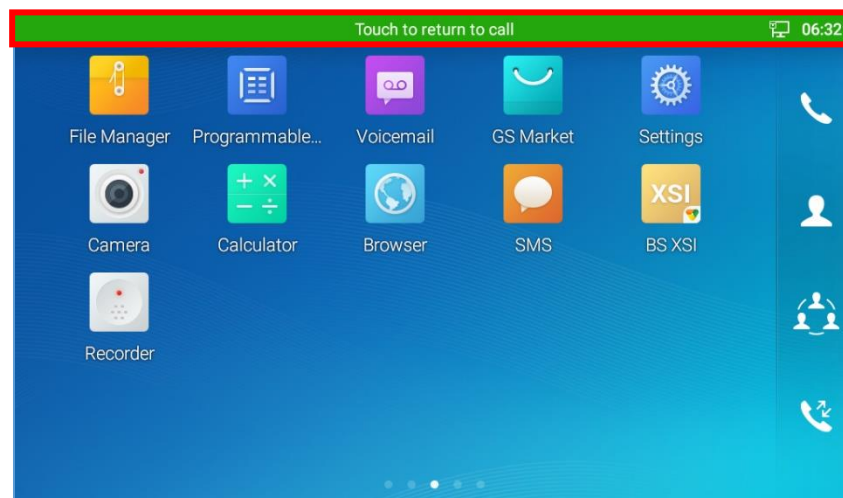 Touch to return to call 06:32
File Manager Programmable... Voicemail GS Market Settings
XSI
Camera Calculator Browser SMS BS XSI
Recorder